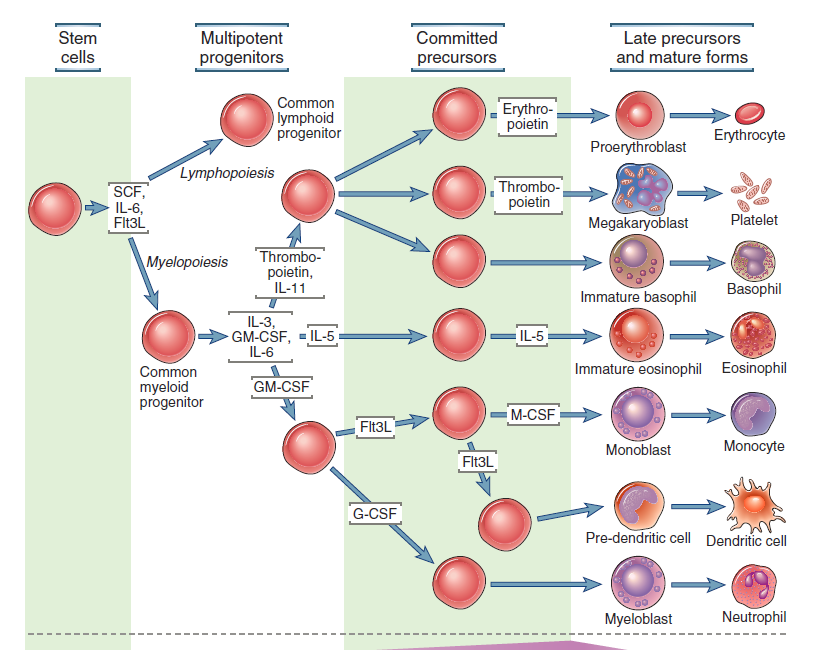 Stem
cells
Multipotent
progenitors
Committed
precursors
Late precursors
and mature forms
Common
lymphoid
progenitor
Erythro-
poietin
Proerythroblast
Erythrocyte
Lymphopoiesis
SCF,
IL-6,
Flt3L
Thrombo-
poietin
Megakaryoblast
Platelet
Myelopoiesis
Thrombo-
poietin,
IL-11
Immature basophil
Basophil
IL-3,
GM-CSF,
IL-6
IL-5
IL-5
Immature eosinophil
Eosinophil
Common
myeloid
progenitor
GM-CSF
Flt3L
M-CSF
Monoblast
Monocyte
Flt3L
G-CSF
Pre-dendritic cell
Dendritic cell
Myeloblast
Neutrophil